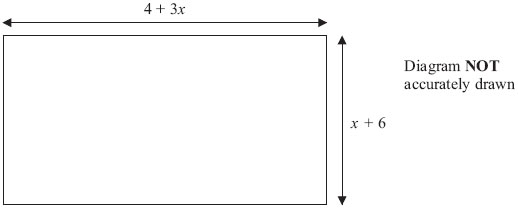 4 + 3x
Diagram NOT
accurately drawn
x + 6